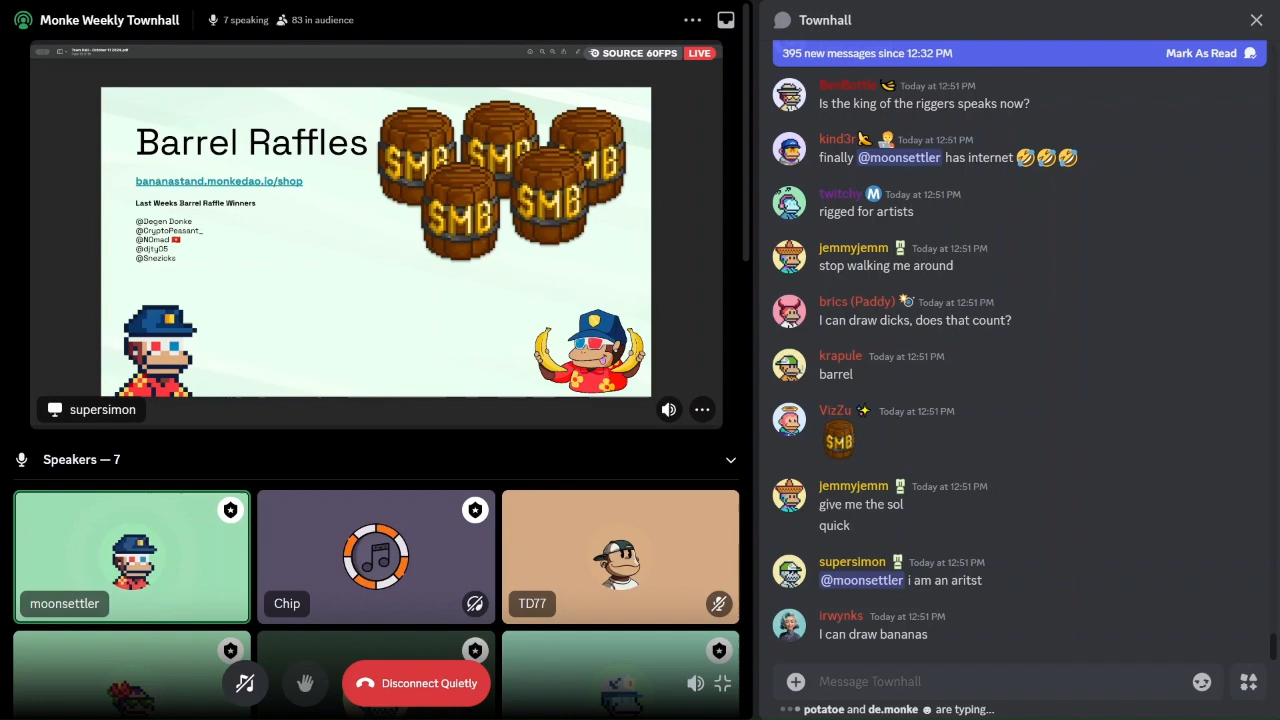 Monke Weekly Townhall
7 speaking
83 in audience
SOURCE 60FPS
LIVE
Barrel Raffles
bananastand.monkedao.io/shop
Last Weeks Barrel Raffle Winners
@Degen Donke
@CryptoPeasant_
@N0mad
@djty05
@Snezicks
SMB
SMB
SMB
SMB
supersimon
Speakers — 7
moonsettler
Chip
TD77
Disconnect Quietly
Townhall
395 new messages since 12:32 PM
Mark As Read
BenBottle Today at 12:51 PM
Is the king of the riggers speaks now?
kind3r Today at 12:51 PM
finally @moonsettler has internet 🤣🤣🤣
twitchy M Today at 12:51 PM
rigged for artists
jemmyjemm Today at 12:51 PM
stop walking me around
brics (Paddy) Today at 12:51 PM
I can draw dicks, does that count?
krapule Today at 12:51 PM
barrel
VizZu Today at 12:51 PM
SMB
jemmyjemm Today at 12:51 PM
give me the sol
quick
supersimon Today at 12:51 PM
@moonsettler i am an aritst
irwynks Today at 12:51 PM
I can draw bananas
Message Townhall
potatoe and de.monke are typing...